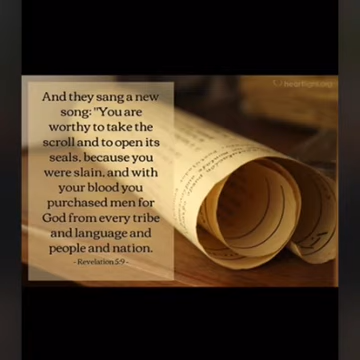 heartlight.org
And they sang a new
song: "You are
worthy to take the
scroll and to open its
seals, because you
were slain, and with
your blood you
purchased men for
God from every tribe
and language and
people and nation.
- Revelation 5:9 -